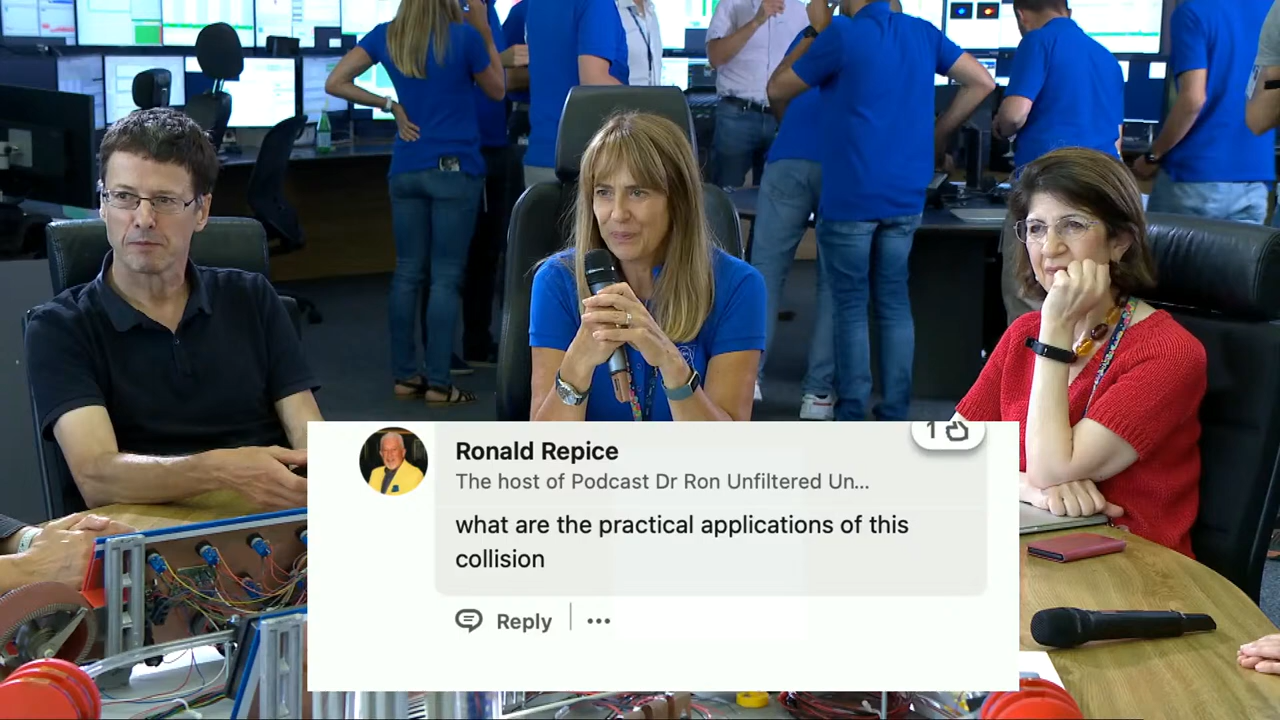 1
Ronald Repice
The host of Podcast Dr Ron Unfiltered Un...
what are the practical applications of this
collision
Reply